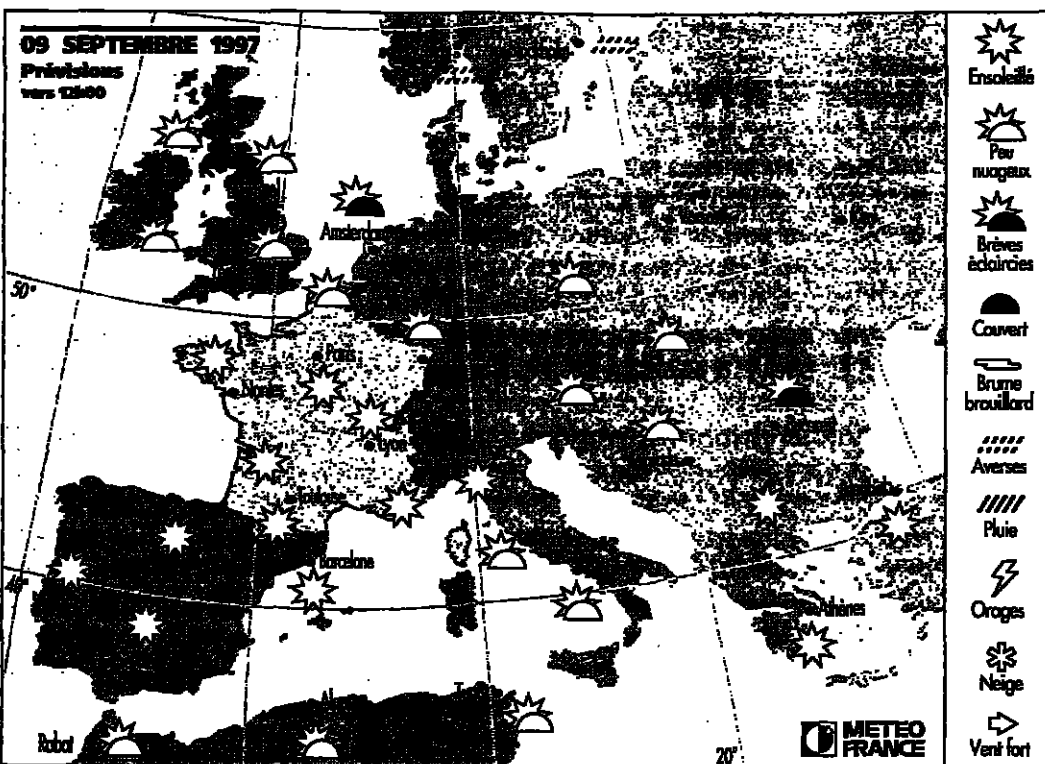 09 SEPTEMBRE 1997
Prévisions
vers 12h00
Amsterdam
50°
Paris
Nantes
Lyon
Toulouse
Barcelone
40°
Athènes
Rabat
20°
METEO
FRANCE
Ensoleillé
Peu
nuageux
Brèves
éclaircies
Couvert
Brume
brouillard
Averses
Pluie
Orages
Neige
Vent fort